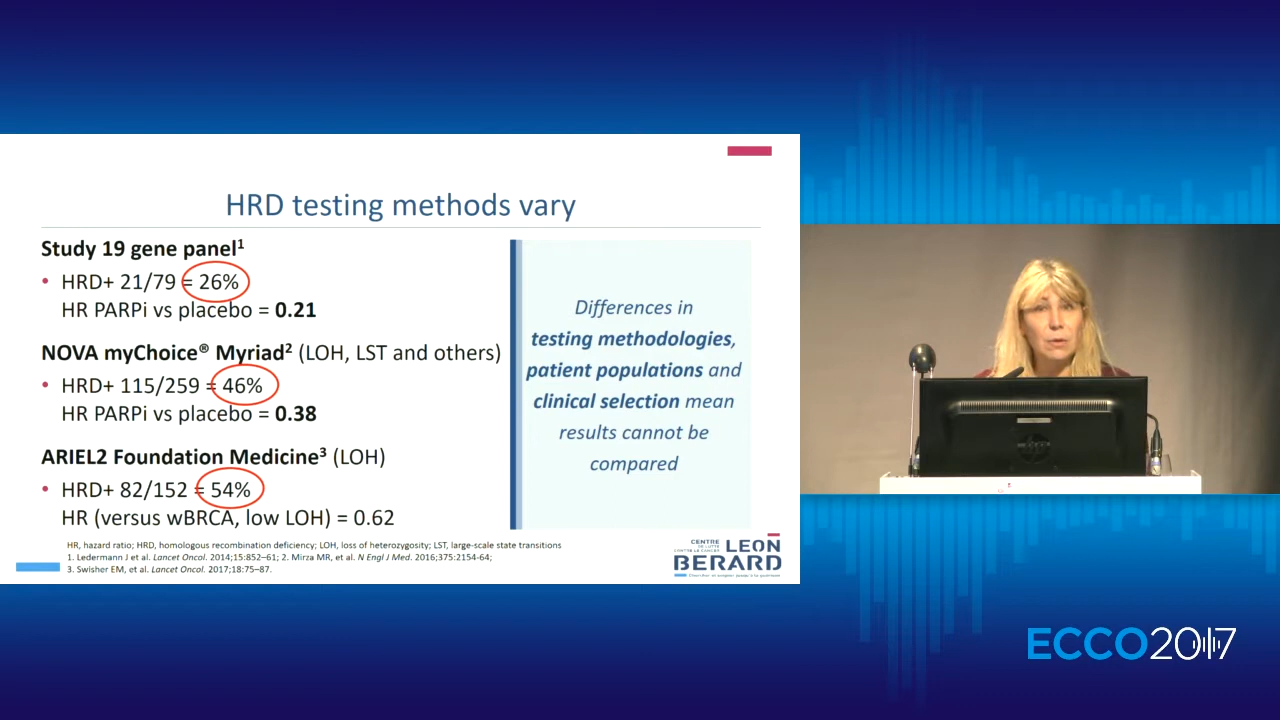 HRD testing methods vary
Study 19 gene panel¹
• HRD+ 21/79 = 26%
HR PARPi vs placebo = 0.21
NOVA myChoice® Myriad² (LOH, LST and others)
• HRD+ 115/259 = 46%
HR PARPi vs placebo = 0.38
ARIEL2 Foundation Medicine³ (LOH)
• HRD+ 82/152 = 54%
HR (versus wBRCA, low LOH) = 0.62
Differences in
testing methodologies,
patient populations and
clinical selection mean
results cannot be
compared
HR, hazard ratio; HRD, homologous recombination deficiency; LOH, loss of heterozygosity; LST, large-scale state transitions
1. Ledermann J et al. Lancet Oncol. 2014;15:852–61; 2. Mirza MR, et al. N Engl J Med. 2016;375:2154-64;
3. Swisher EM, et al. Lancet Oncol. 2017;18:75–87.
CENTRE
DE LUTTE
CONTRE LE CANCER
LEON
BERARD
ECCO2017